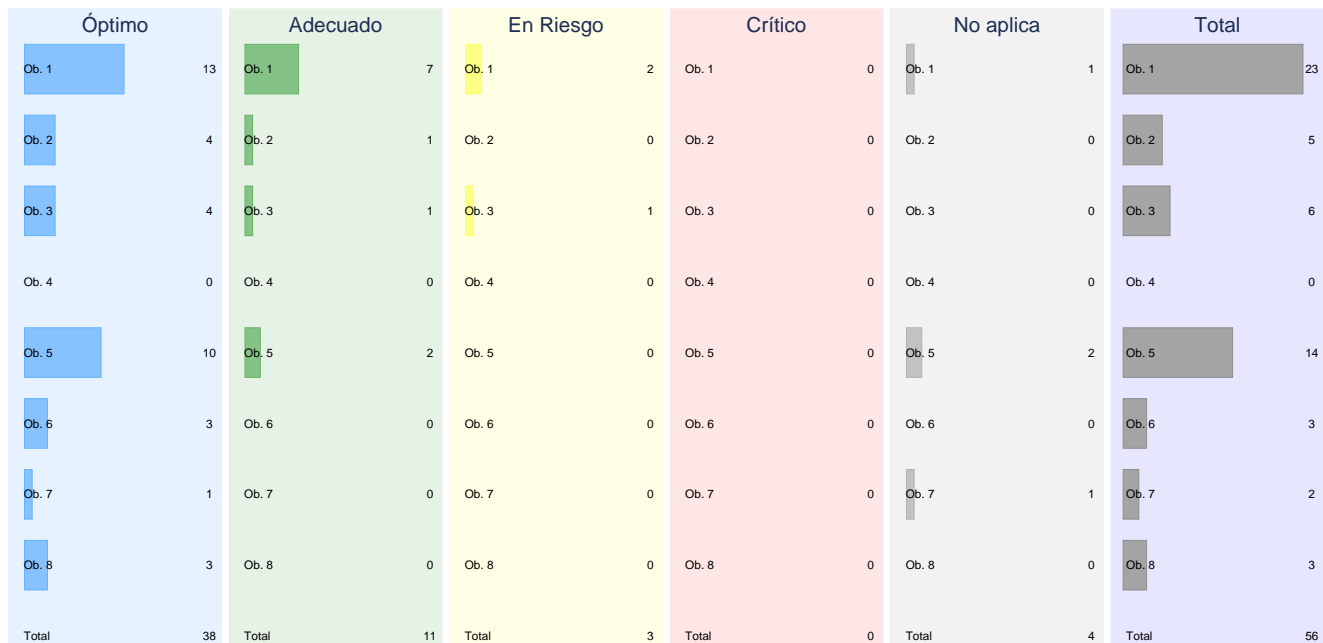 Óptimo Adecuado En Riesgo Crítico No aplica Total
Ob. 1 13 Ob. 1 7 Ob. 1 2 Ob. 1 0 Ob. 1 1 Ob. 1 23
Ob. 2 4 Ob. 2 1 Ob. 2 0 Ob. 2 0 Ob. 2 0 Ob. 2 5
Ob. 3 4 Ob. 3 1 Ob. 3 1 Ob. 3 0 Ob. 3 0 Ob. 3 6
Ob. 4 0 Ob. 4 0 Ob. 4 0 Ob. 4 0 Ob. 4 0 Ob. 4 0
Ob. 5 10 Ob. 5 2 Ob. 5 0 Ob. 5 0 Ob. 5 2 Ob. 5 14
Ob. 6 3 Ob. 6 0 Ob. 6 0 Ob. 6 0 Ob. 6 0 Ob. 6 3
Ob. 7 1 Ob. 7 0 Ob. 7 0 Ob. 7 0 Ob. 7 1 Ob. 7 2
Ob. 8 3 Ob. 8 0 Ob. 8 0 Ob. 8 0 Ob. 8 0 Ob. 8 3
Total 38 Total 11 Total 3 Total 0 Total 4 Total 56